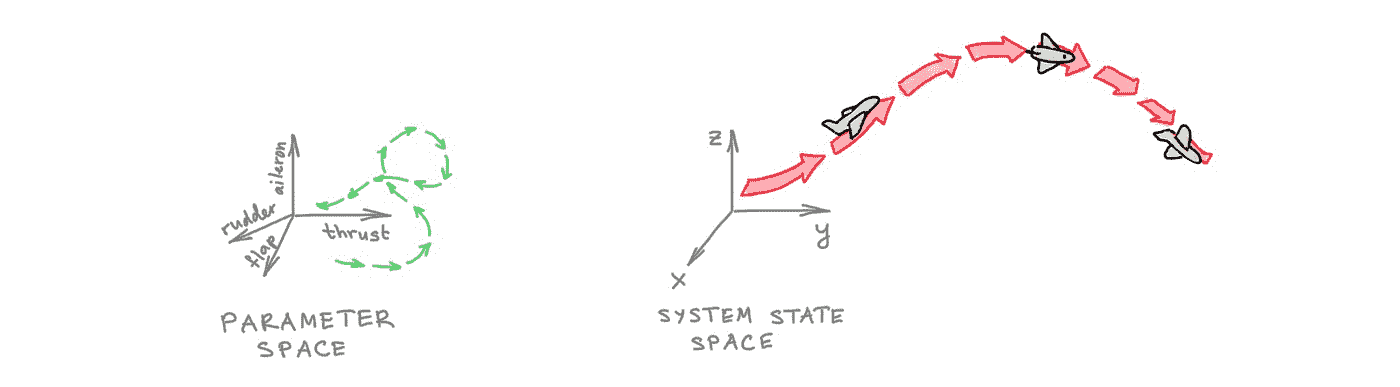 aileron
rudder
flap
thrust
PARAMETER
SPACE
z
y
x
SYSTEM STATE
SPACE